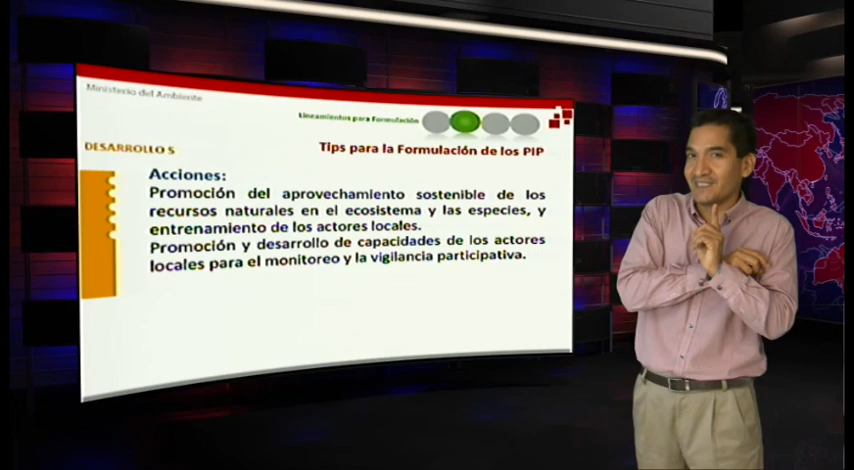 Ministerio del Ambiente
Lineamientos para Formulación
DESARROLLO 5
Tips para la Formulación de los PIP
Acciones:
Promoción del aprovechamiento sostenible de los
recursos naturales en el ecosistema y las especies, y
entrenamiento de los actores locales.
Promoción y desarrollo de capacidades de los actores
locales para el monitoreo y la vigilancia participativa.